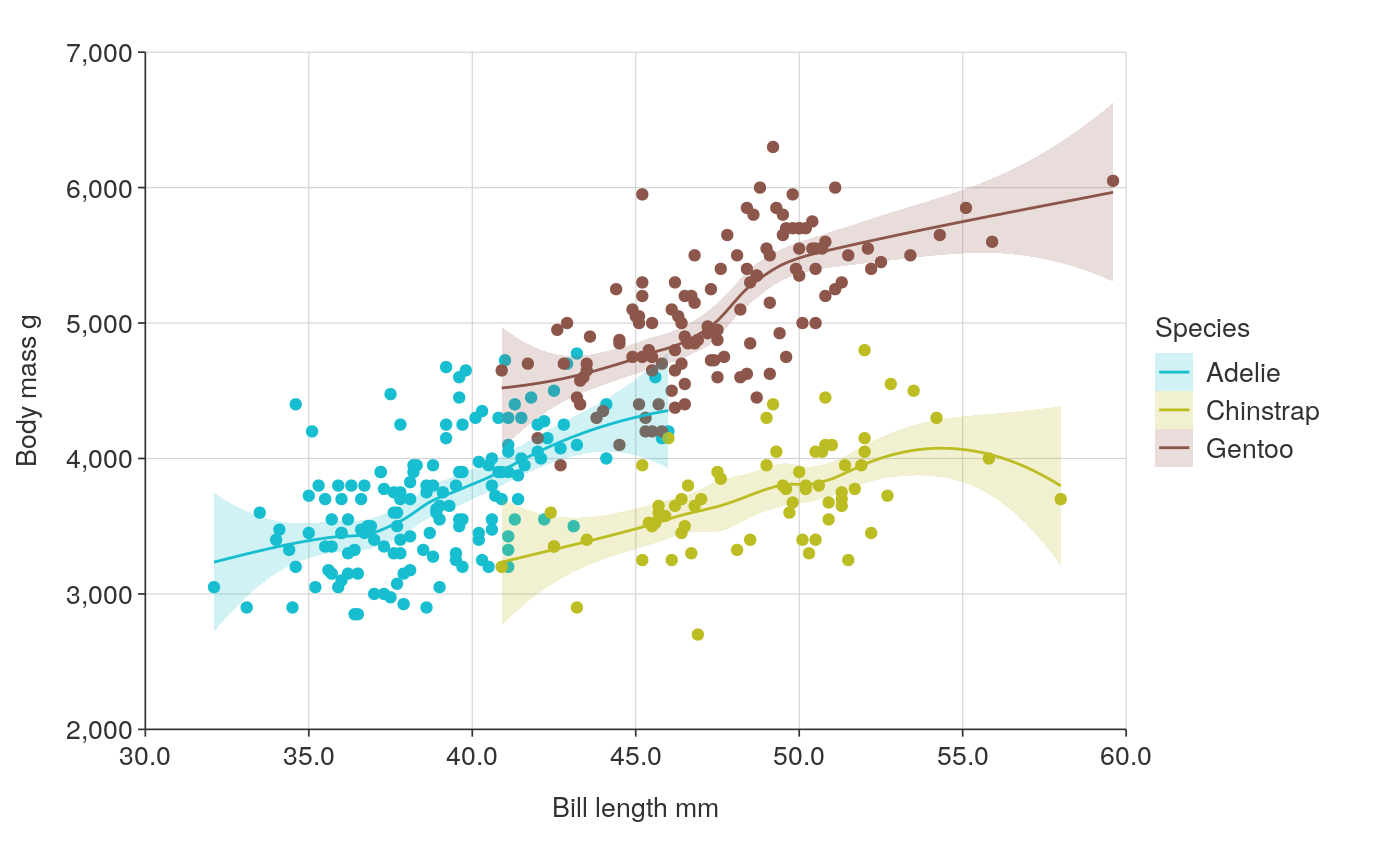 7,000
6,000
5,000
4,000
3,000
2,000
Body mass g
30.0 35.0 40.0 45.0 50.0 55.0 60.0
Bill length mm
Species
Adelie
Chinstrap
Gentoo